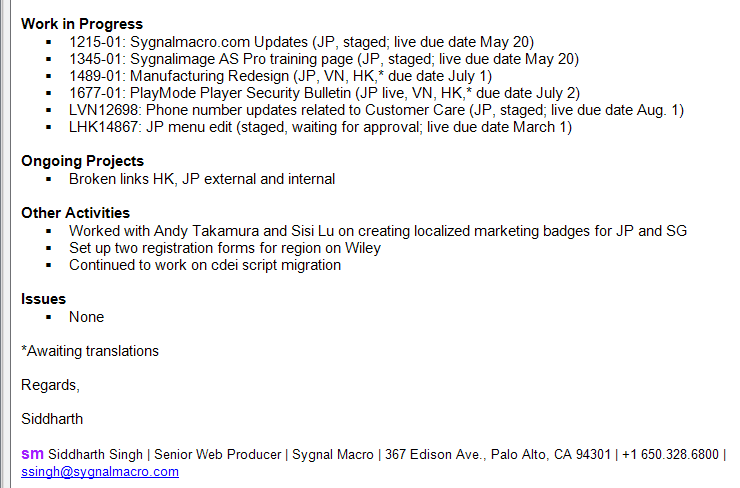 Work in Progress
▪ 1215-01: Sygnalmacro.com Updates (JP, staged; live due date May 20)
▪ 1345-01: Sygnalimage AS Pro training page (JP, staged; live due date May 20)
▪ 1489-01: Manufacturing Redesign (JP, VN, HK,* due date July 1)
▪ 1677-01: PlayMode Player Security Bulletin (JP live, VN, HK,* due date July 2)
▪ LVN12698: Phone number updates related to Customer Care (JP, staged; live due date Aug. 1)
▪ LHK14867: JP menu edit (staged, waiting for approval; live due date March 1)
Ongoing Projects
▪ Broken links HK, JP external and internal
Other Activities
▪ Worked with Andy Takamura and Sisi Lu on creating localized marketing badges for JP and SG
▪ Set up two registration forms for region on Wiley
▪ Continued to work on cdei script migration
Issues
▪ None
*Awaiting translations
Regards,
Siddharth
sm Siddharth Singh | Senior Web Producer | Sygnal Macro | 367 Edison Ave., Palo Alto, CA 94301 | +1 650.328.6800 |
ssingh@sygnalmacro.com